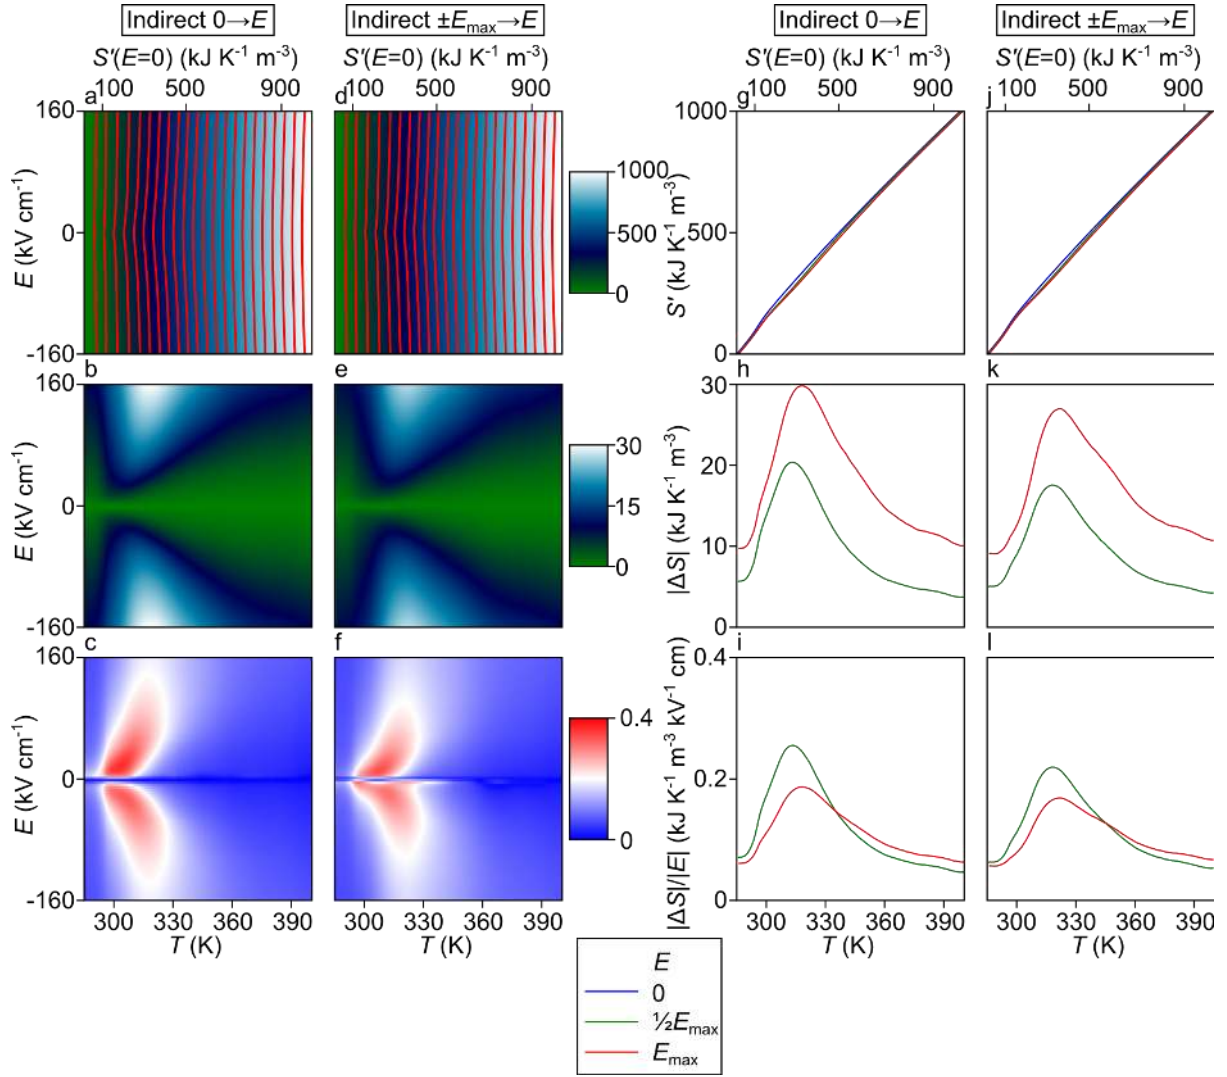 Indirect 0→E
Indirect ±Emax→E
Indirect 0→E
Indirect ±Emax→E
S′(E=0) (kJ K-1 m-3)
S′(E=0) (kJ K-1 m-3)
S′(E=0) (kJ K-1 m-3)
S′(E=0) (kJ K-1 m-3)
a 100 500 900
d 100 500 900
g 100 500 900
j 100 500 900
160
0
-160
E (kV cm-1)
1000
500
0
1000
500
0
S′ (kJ K-1 m-3)
b
e
h
k
160
0
-160
E (kV cm-1)
30
15
0
30
20
10
0
|ΔS| (kJ K-1 m-3)
c
f
i
l
160
0
-160
E (kV cm-1)
0.4
0
0.4
0.2
0
|ΔS|/|E| (kJ K-1 m-3 kV-1 cm)
300 330 360 390
300 330 360 390
300 330 360 390
300 330 360 390
T (K)
T (K)
T (K)
T (K)
E
0
½Emax
Emax